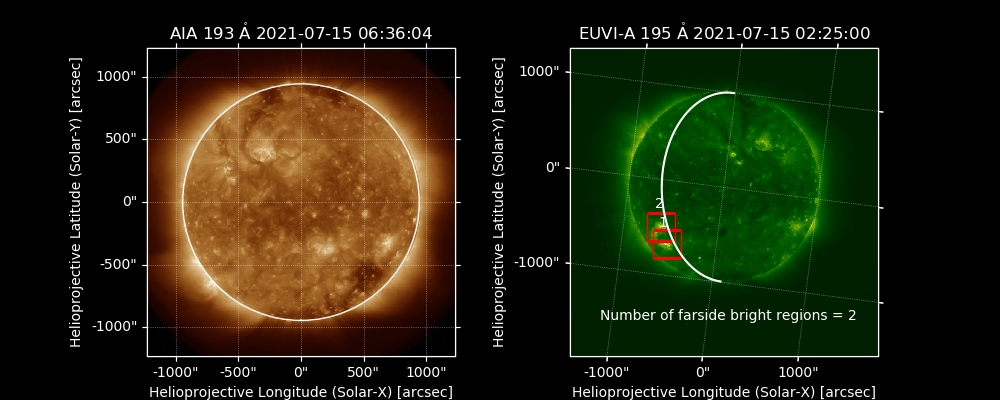 AIA 193 Å 2021-07-15 06:36:04
Helioprojective Latitude (Solar-Y) [arcsec]
1000"
500"
0"
-500"
-1000"
-1000"
-500"
0"
500"
1000"
Helioprojective Longitude (Solar-X) [arcsec]
EUVI-A 195 Å 2021-07-15 02:25:00
Helioprojective Latitude (Solar-Y) [arcsec]
1000"
0"
-1000"
2
1
Number of farside bright regions = 2
-1000"
0"
1000"
Helioprojective Longitude (Solar-X) [arcsec]